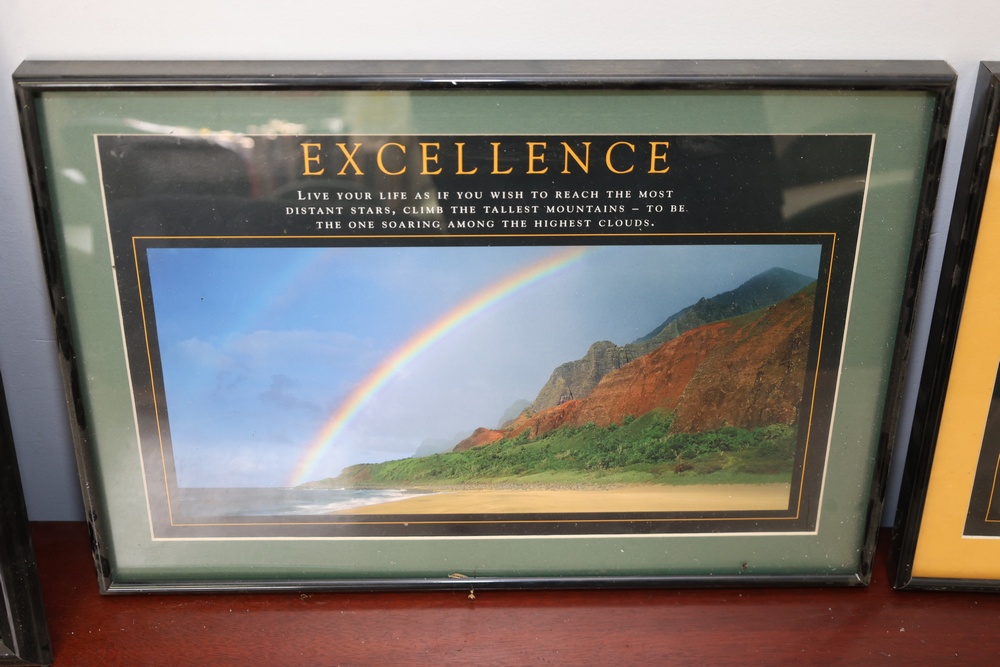 EXCELLENCE
LIVE YOUR LIFE AS IF YOU WISH TO REACH THE MOST
DISTANT STARS, CLIMB THE TALLEST MOUNTAINS – TO BE
THE ONE SOARING AMONG THE HIGHEST CLOUDS.